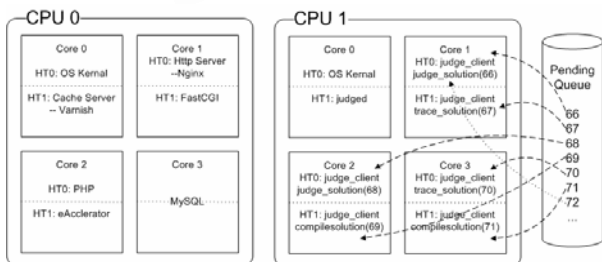 CPU 0
Core 0
HT0: OS Kernal
HT1: Cache Server
-- Varnish
Core 1
HT0: Http Server
--Nginx
HT1: FastCGI
Core 2
HT0: PHP
HT1: eAcclerator
Core 3
MySQL
CPU 1
Core 0
HT0: OS Kernal
HT1: judged
Core 1
HT0: judge_client
judge_solution(66)
HT1: judge_client
trace_solution(67)
Core 2
HT0: judge_client
judge_solution(68)
HT1: judge_client
compilesolution(69)
Core 3
HT0: judge_client
trace_solution(70)
HT1: judge_client
compilesolution(71)
Pending
Queue
66
67
68
69
70
71
72
...